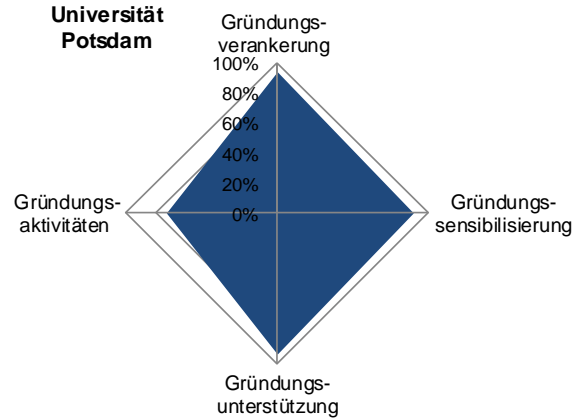 Universität
Potsdam
Gründungs-
verankerung
100%
80%
60%
40%
20%
0%
Gründungs-
aktivitäten
Gründungs-
sensibilisierung
Gründungs-
unterstützung